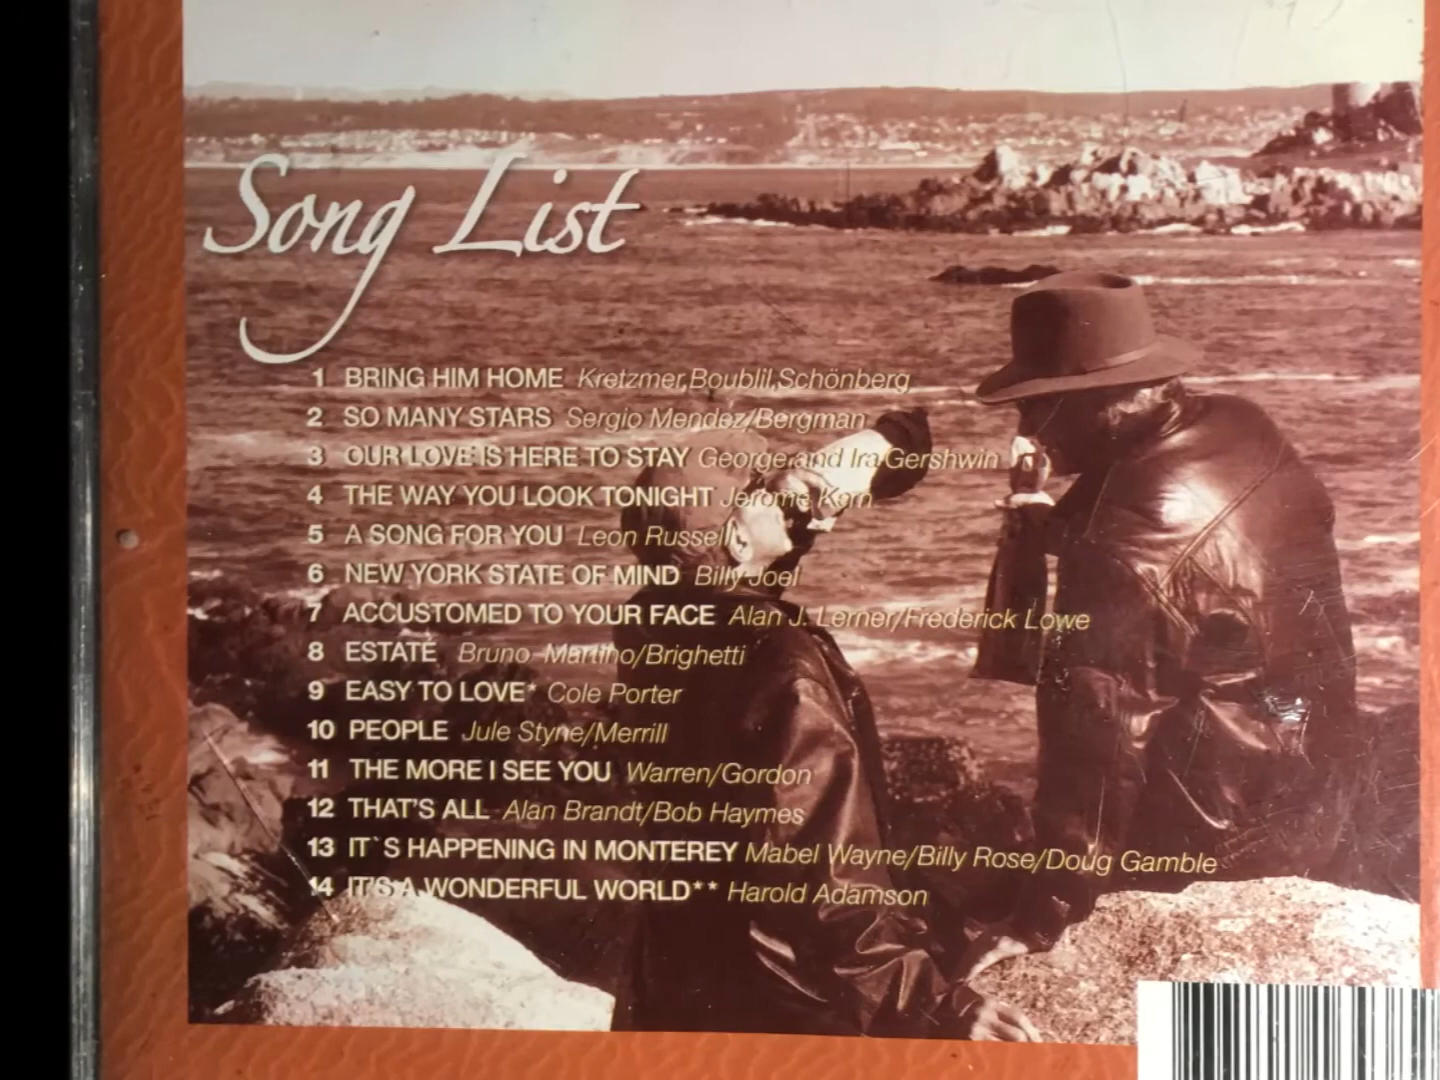 Song List
1 BRING HIM HOME Kretzmer,Boublil,Schönberg
2 SO MANY STARS Sergio Mendez/Bergman
3 OUR LOVE IS HERE TO STAY George and Ira Gershwin
4 THE WAY YOU LOOK TONIGHT Jerome Kern
5 A SONG FOR YOU Leon Russell
6 NEW YORK STATE OF MIND Billy Joel
7 ACCUSTOMED TO YOUR FACE Alan J. Lerner/Frederick Lowe
8 ESTATE Bruno Martino/Brighetti
9 EASY TO LOVE* Cole Porter
10 PEOPLE Jule Styne/Merrill
11 THE MORE I SEE YOU Warren/Gordon
12 THAT'S ALL Alan Brandt/Bob Haymes
13 IT`S HAPPENING IN MONTEREY Mabel Wayne/Billy Rose/Doug Gamble
14 IT'S A WONDERFUL WORLD** Harold Adamson